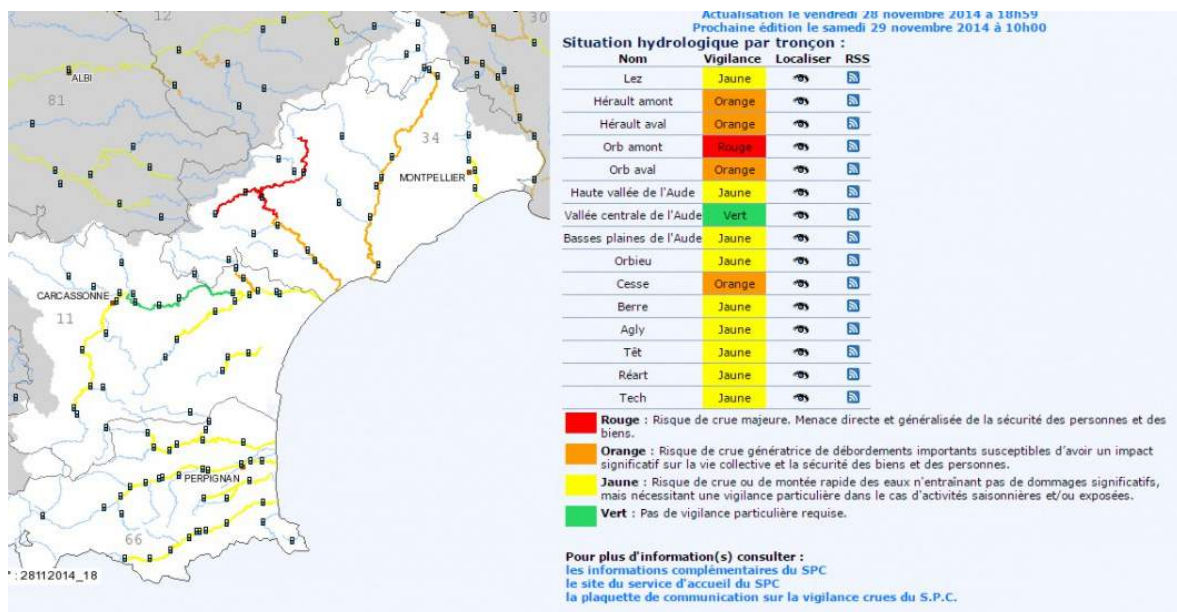 12
30
ALBI
81
34
MONTPELLIER
CARCASSONNE
11
PERPIGNAN
66
: 28112014_18
Actualisation le vendredi 28 novembre 2014 à 18h59
Prochaine édition le samedi 29 novembre 2014 à 10h00
Situation hydrologique par tronçon :
Nom Vigilance Localiser RSS
Lez Jaune
Hérault amont Orange
Hérault aval Orange
Orb amont Rouge
Orb aval Orange
Haute vallée de l'Aude Jaune
Vallée centrale de l'Aude Vert
Basses plaines de l'Aude Jaune
Orbieu Jaune
Cesse Orange
Berre Jaune
Agly Jaune
Têt Jaune
Réart Jaune
Tech Jaune
Rouge : Risque de crue majeure. Menace directe et généralisée de la sécurité des personnes et des
biens.
Orange : Risque de crue génératrice de débordements importants susceptibles d'avoir un impact
significatif sur la vie collective et la sécurité des biens et des personnes.
Jaune : Risque de crue ou de montée rapide des eaux n'entraînant pas de dommages significatifs,
mais nécessitant une vigilance particulière dans le cas d'activités saisonnières et/ou exposées.
Vert : Pas de vigilance particulière requise.
Pour plus d'information(s) consulter :
les informations complémentaires du SPC
le site du service d'accueil du SPC
la plaquette de communication sur la vigilance crues du S.P.C.